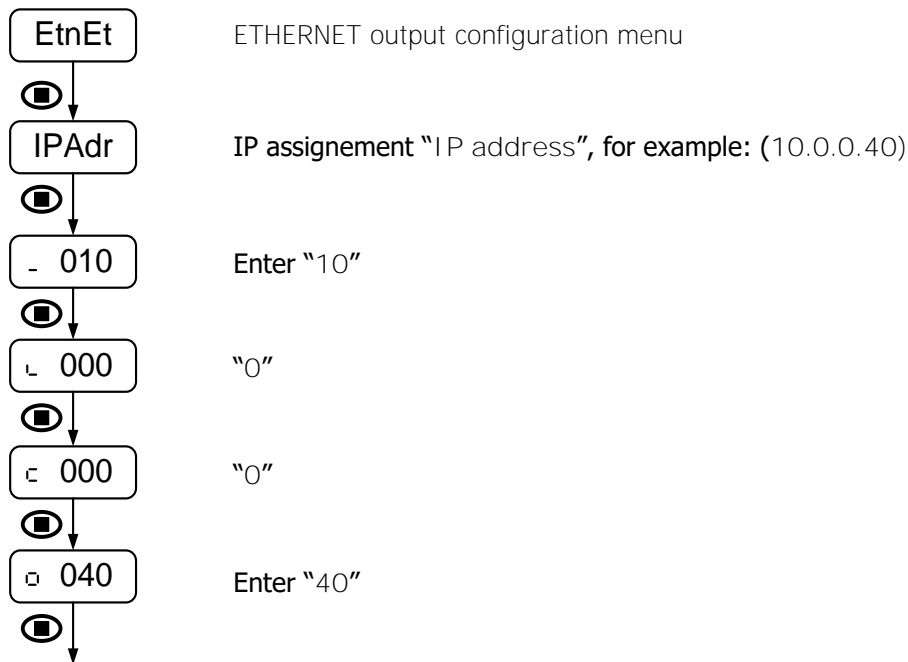 EtnEt ETHERNET output configuration menu
IPAdr IP assignement “IP address”, for example: (10.0.0.40)
_ 010 Enter “10”
000 “0”
c 000 “0”
o 040 Enter “40”